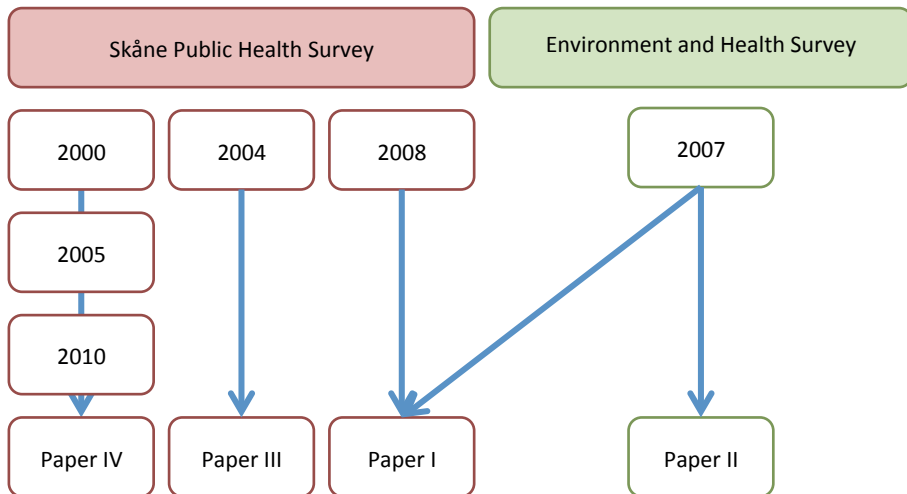 Skåne Public Health Survey
Environment and Health Survey
2000
2004
2008
2007
2005
2010
Paper IV
Paper III
Paper I
Paper II